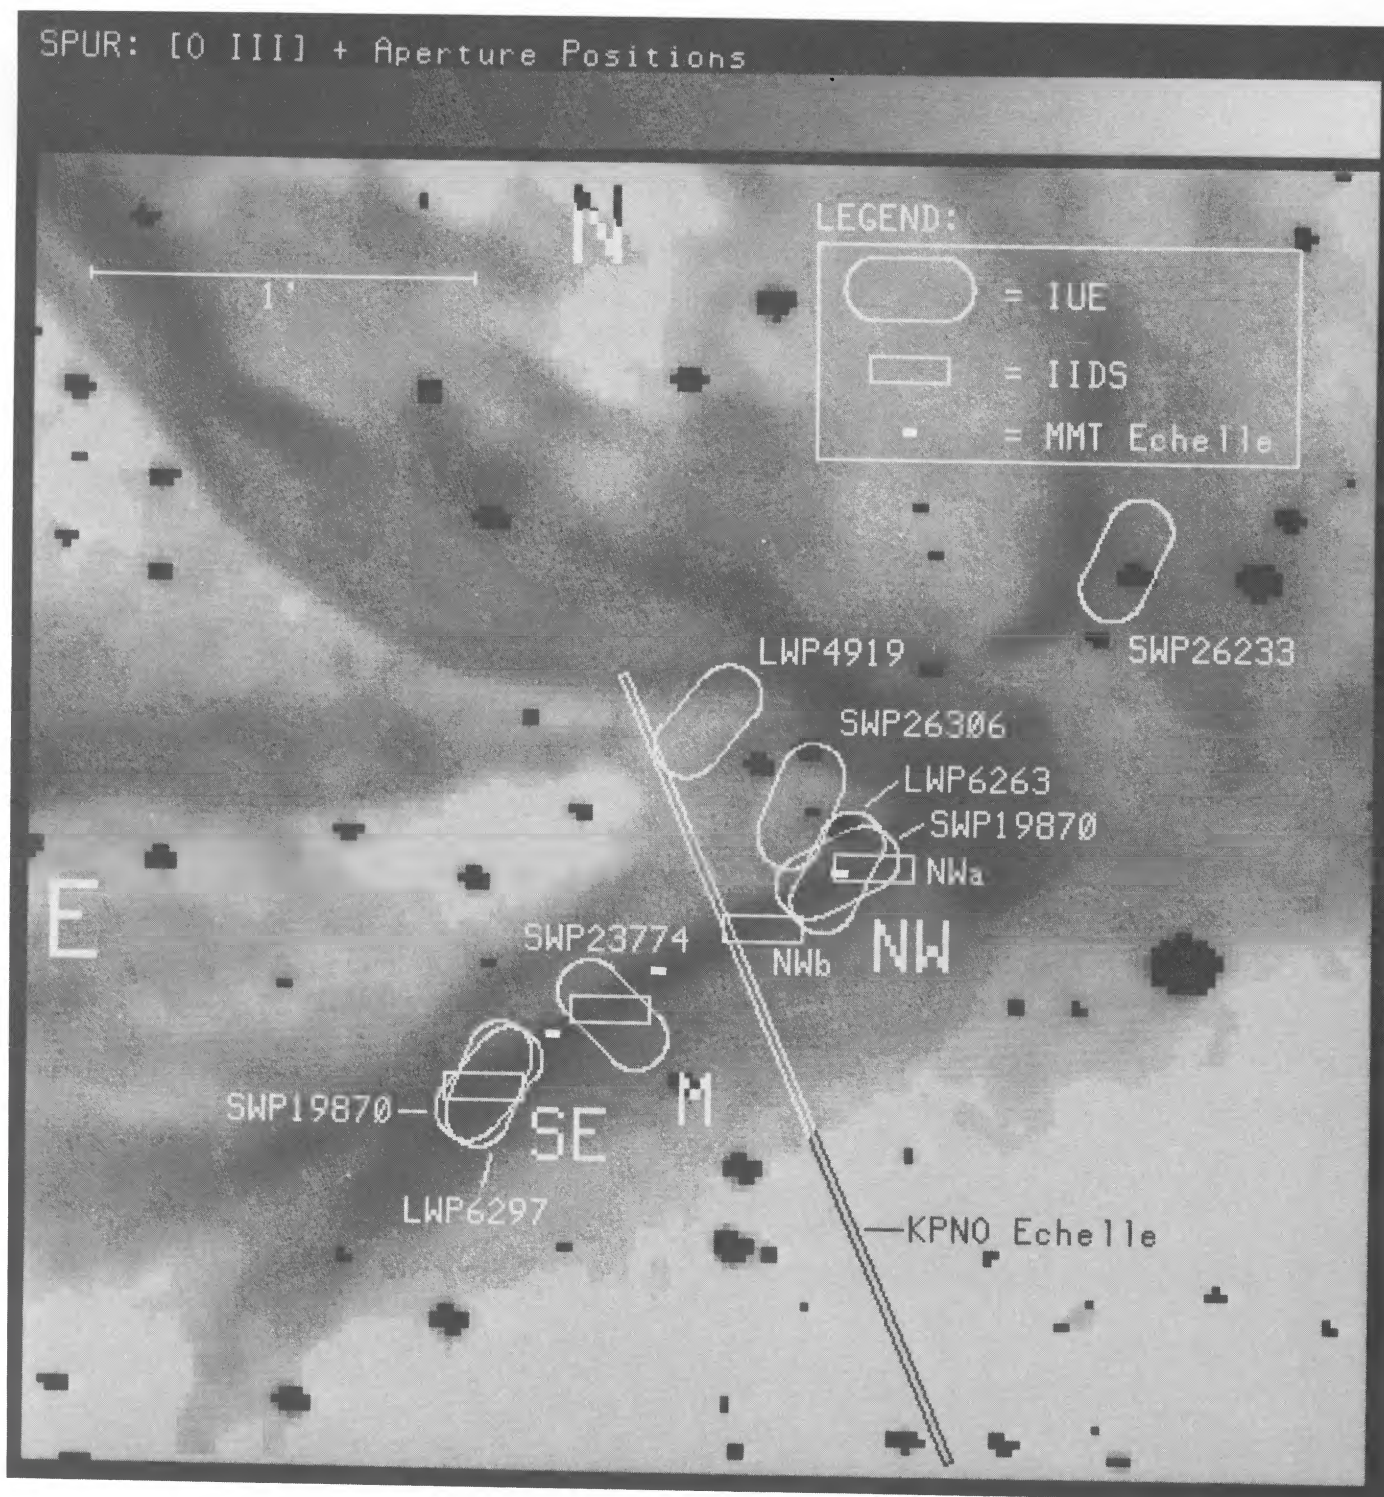 SPUR: [O III] + Aperture Positions
N
LEGEND:
1'
= IUE
= IIDS
= MMT Echelle
LWP4919
SWP26233
SWP26306
LWP6263
SWP19870
NWa
E
SWP23774
NWb
NW
SWP19870
SE
M
LWP6297
KPNO Echelle